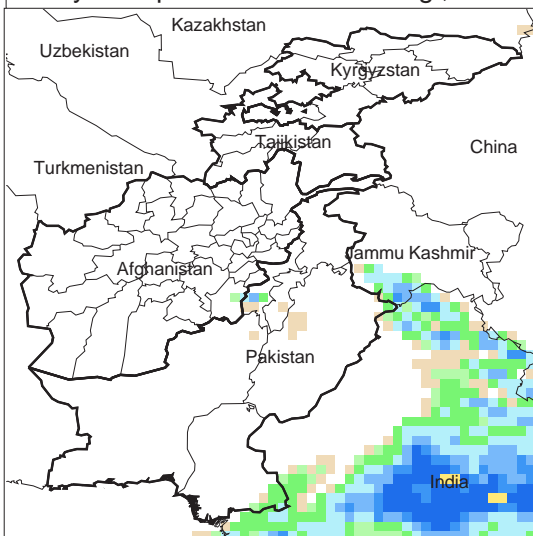 Kazakhstan
Uzbekistan
Kyrgyzstan
Tajikistan
China
Turkmenistan
Jammu Kashmir
Afghanistan
Pakistan
India